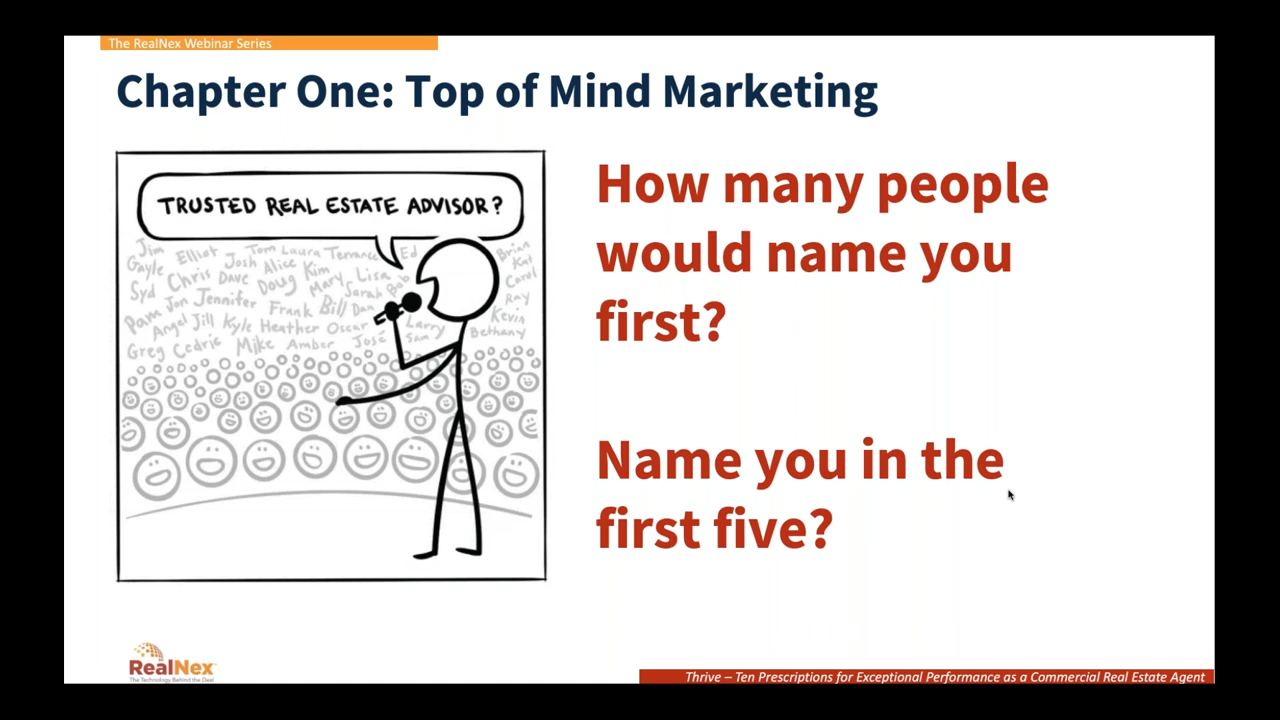 The RealNex Webinar Series
Chapter One: Top of Mind Marketing
TRUSTED REAL ESTATE ADVISOR?
Jim Elliot Tom Laura Terrance Ed Brian
Gayle Josh Alice Kim Kat
Syd Chris Dave Doug Mary Lisa Carol
Jon Jennifer Sarah Bob Ray
Pam Frank Bill Dan Kevin
Angel Jill Kyle Heather Oscar Larry Bethany
Greg Cedric Mike Amber José Sam
How many people
would name you
first?
Name you in the
first five?
RealNex
The Technology Behind the Deal
Thrive – Ten Prescriptions for Exceptional Performance as a Commercial Real Estate Agent